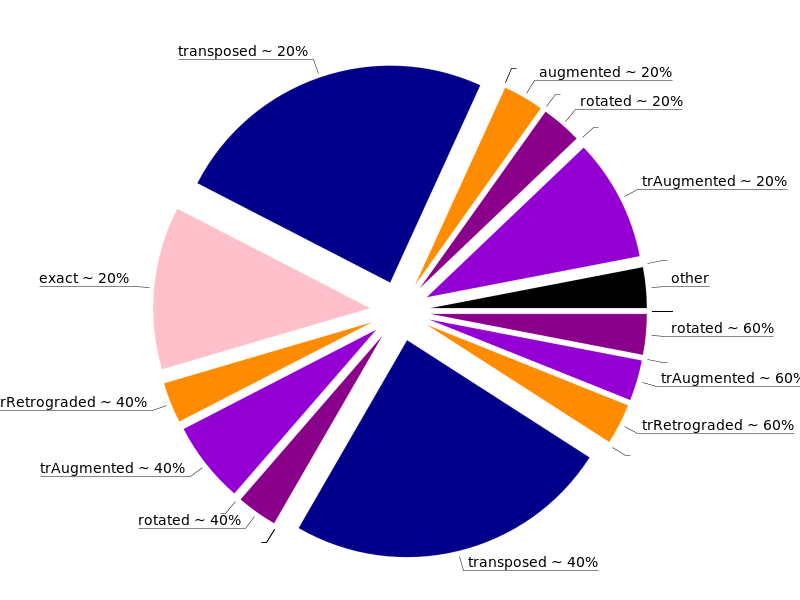 transposed ~ 20%
augmented ~ 20%
rotated ~ 20%
trAugmented ~ 20%
exact ~ 20%
other
rotated ~ 60%
trAugmented ~ 60%
rRetrograded ~ 40%
trRetrograded ~ 60%
trAugmented ~ 40%
rotated ~ 40%
transposed ~ 40%